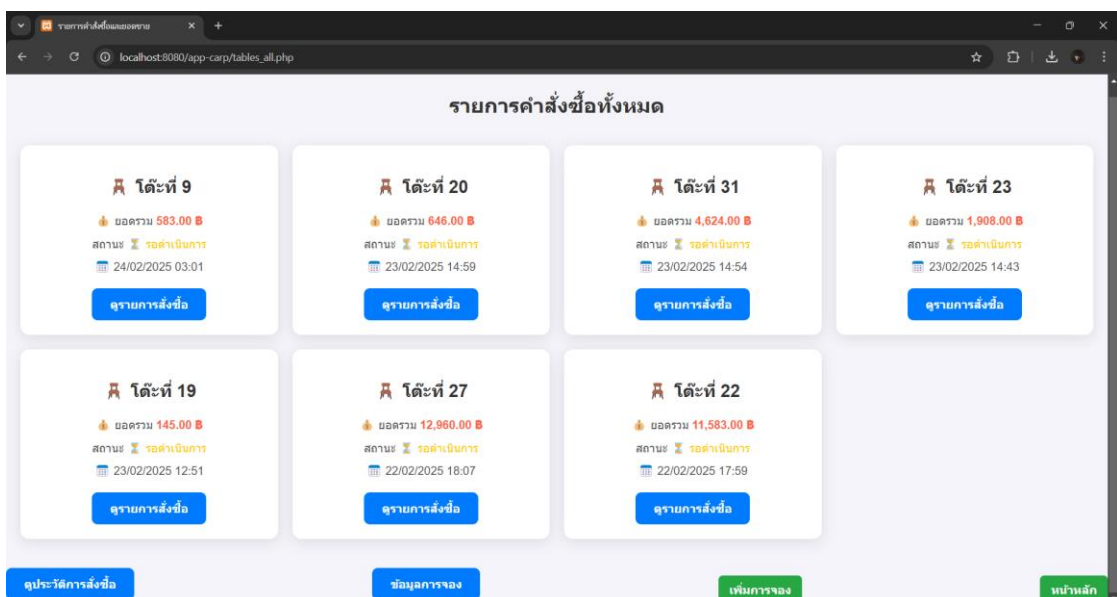 รายการคำสั่งซื้อและยอดขาย
localhost:8080/app-carp/tables_all.php
รายการคำสั่งซื้อทั้งหมด
โต๊ะที่ 9
ยอดรวม 583.00 ฿
สถานะ ⏳ รอดำเนินการ
24/02/2025 03:01
ดูรายการสั่งซื้อ
โต๊ะที่ 20
ยอดรวม 646.00 ฿
สถานะ ⏳ รอดำเนินการ
23/02/2025 14:59
ดูรายการสั่งซื้อ
โต๊ะที่ 31
ยอดรวม 4,624.00 ฿
สถานะ ⏳ รอดำเนินการ
23/02/2025 14:54
ดูรายการสั่งซื้อ
โต๊ะที่ 23
ยอดรวม 1,908.00 ฿
สถานะ ⏳ รอดำเนินการ
23/02/2025 14:43
ดูรายการสั่งซื้อ
โต๊ะที่ 19
ยอดรวม 145.00 ฿
สถานะ ⏳ รอดำเนินการ
23/02/2025 12:51
ดูรายการสั่งซื้อ
โต๊ะที่ 27
ยอดรวม 12,960.00 ฿
สถานะ ⏳ รอดำเนินการ
22/02/2025 18:07
ดูรายการสั่งซื้อ
โต๊ะที่ 22
ยอดรวม 11,583.00 ฿
สถานะ ⏳ รอดำเนินการ
22/02/2025 17:59
ดูรายการสั่งซื้อ
ดูประวัติการสั่งซื้อ
ข้อมูลการจอง
เพิ่มการจอง
หน้าหลัก